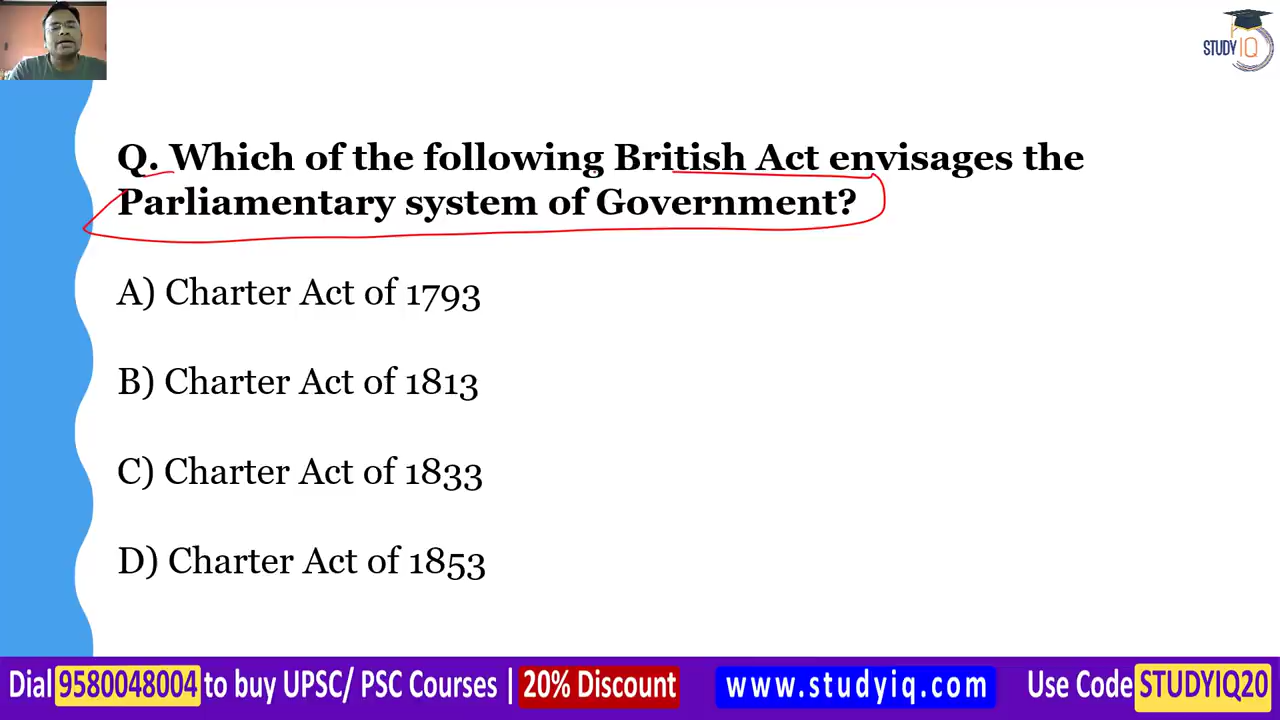 STUDY IQ
Q. Which of the following British Act envisages the
Parliamentary system of Government?
A) Charter Act of 1793
B) Charter Act of 1813
C) Charter Act of 1833
D) Charter Act of 1853
Dial 9580048004 to buy UPSC/ PSC Courses | 20% Discount www.studyiq.com Use Code STUDYIQ20